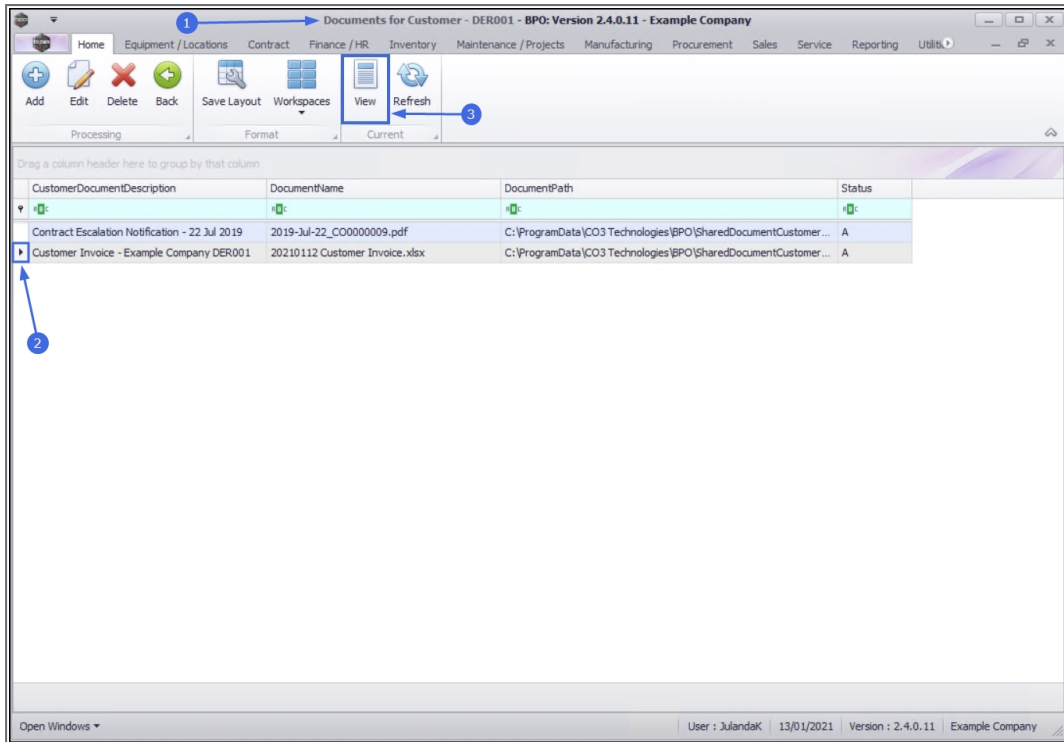 1
Documents for Customer - DER001 - BPO: Version 2.4.0.11 - Example Company
Home Equipment / Locations Contract Finance / HR Inventory Maintenance / Projects Manufacturing Procurement Sales Service Reporting
Add Edit Delete Back Save Layout Workspaces View Refresh
3
Processing Format Current
Drag a column header here to group by that column
CustomerDocumentDescription DocumentName DocumentPath Status
Contract Escalation Notification - 22 Jul 2019 2019-Jul-22_CO0000009.pdf C:\ProgramData\CO3 Technologies\BPO\SharedDocumentCustomer... A
Customer Invoice - Example Company DER001 20210112 Customer Invoice.xlsx C:\ProgramData\CO3 Technologies\BPO\SharedDocumentCustomer... A
2
Open Windows User : JulandaK 13/01/2021 Version : 2.4.0.11 Example Company